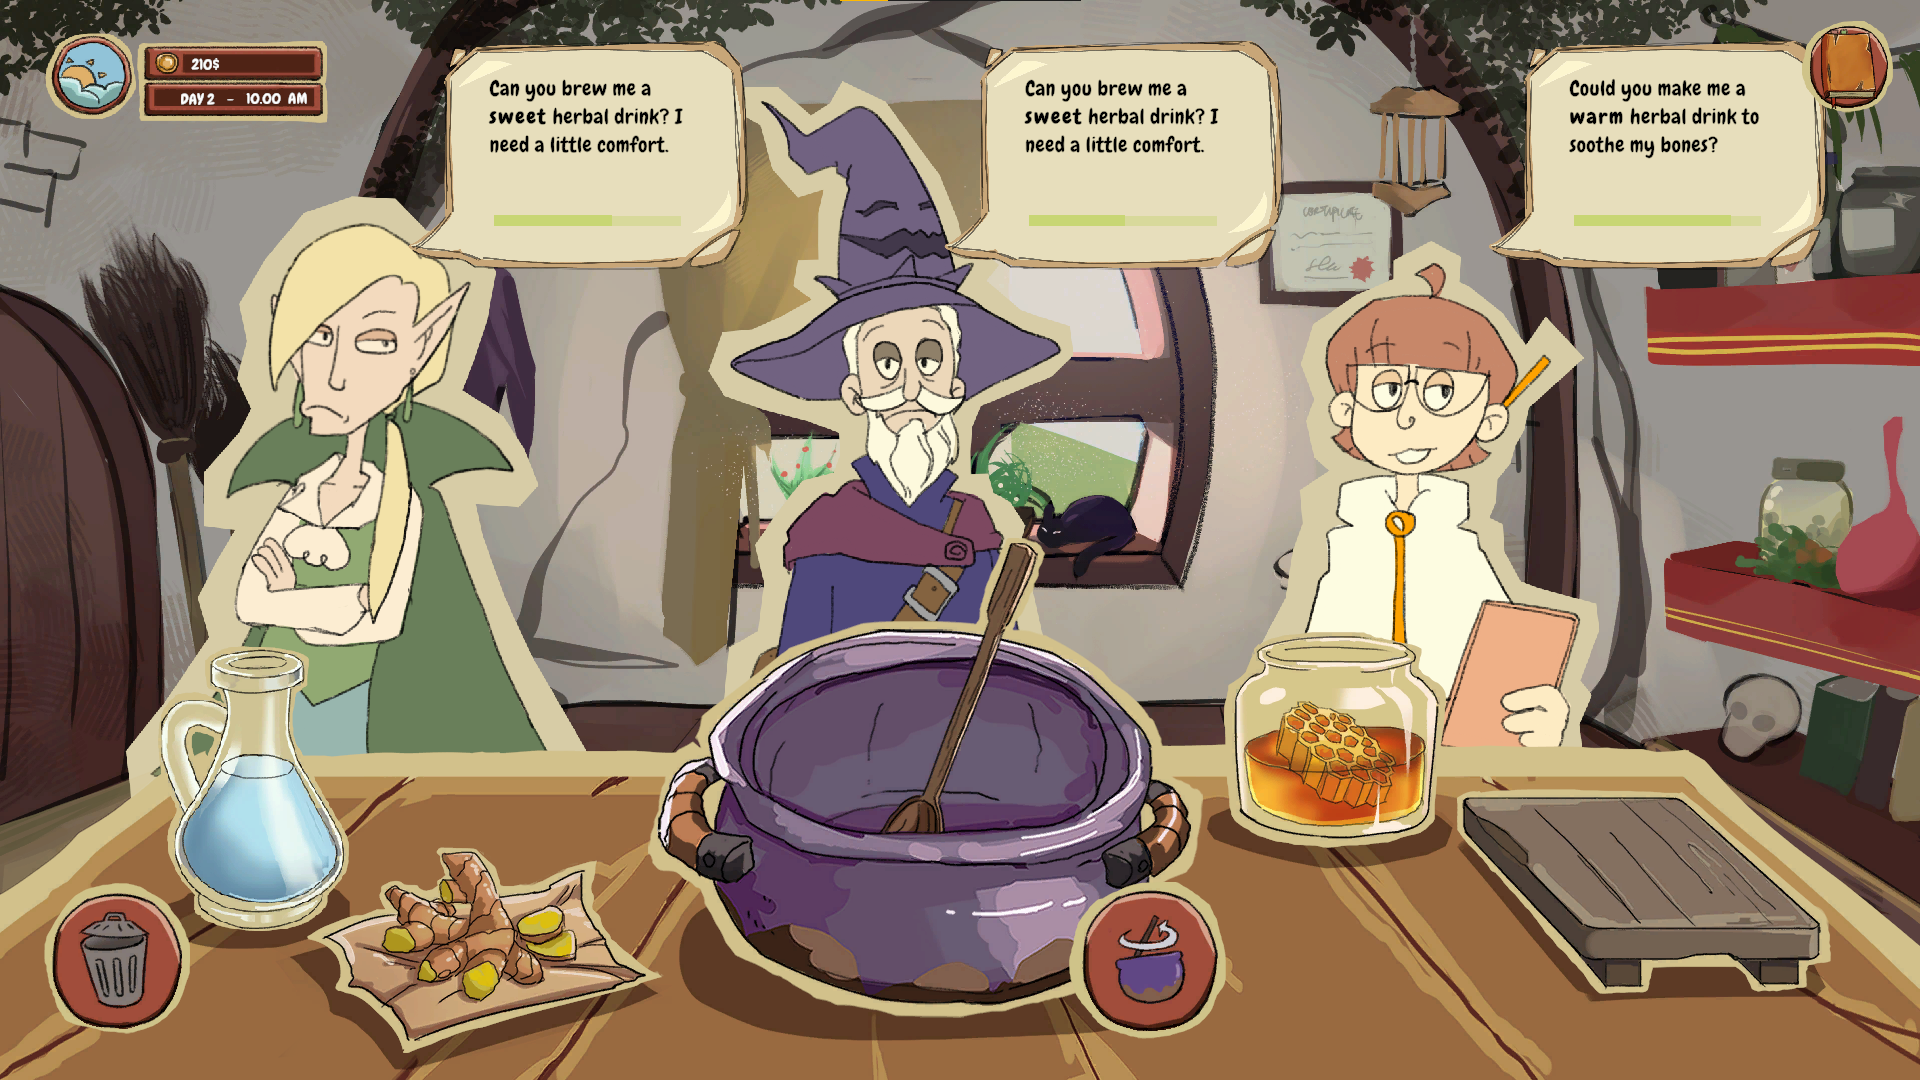 210$
DAY 2 - 10.00 AM
Can you brew me a
sweet herbal drink? I
need a little comfort.
Can you brew me a
sweet herbal drink? I
need a little comfort.
Could you make me a
warm herbal drink to
soothe my bones?